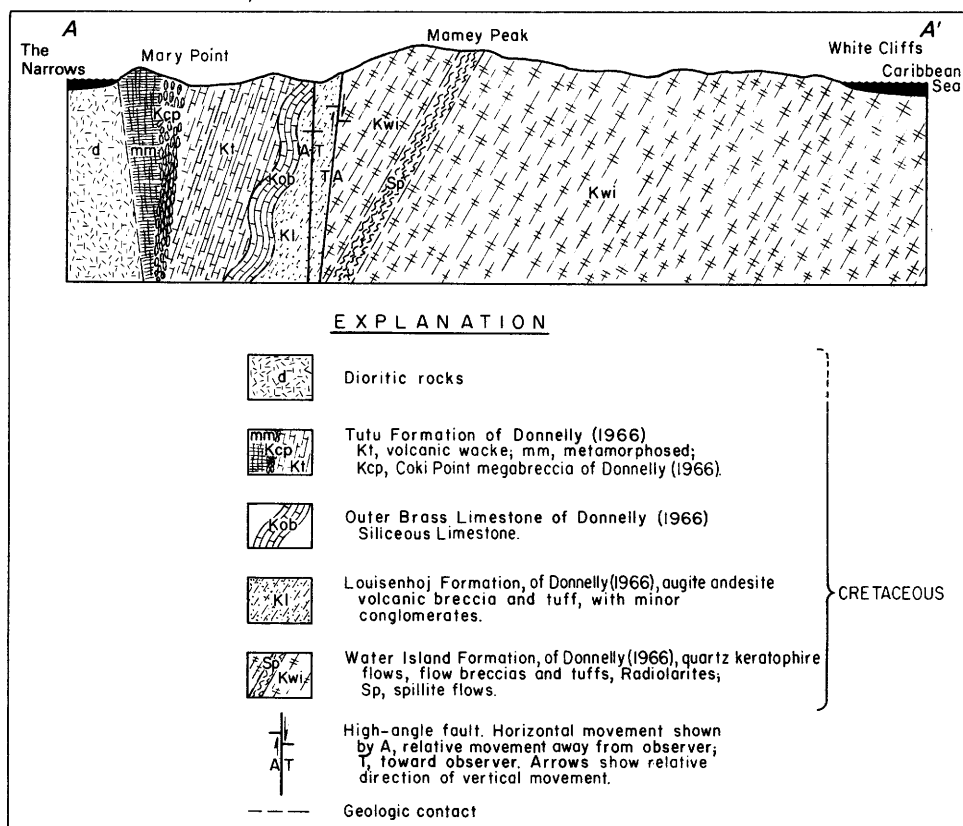 A
A'
The
Narrows
Mary Point
Mamey Peak
White Cliffs
Caribbean
Sea
d
mm
Kcp
Kt
Kob
Kl
A T
T A
Kwi
Sp
Kwi
EXPLANATION
d
Dioritic rocks
mm
Kcp
Kt
Tutu Formation of Donnelly (1966)
Kt, volcanic wacke; mm, metamorphosed;
Kcp, Coki Point megabreccia of Donnelly (1966).
Kob
Outer Brass Limestone of Donnelly (1966)
Siliceous Limestone.
Kl
Louisenhoj Formation, of Donnelly (1966), augite andesite
volcanic breccia and tuff, with minor
conglomerates.
Sp
Kwi
Water Island Formation, of Donnelly (1966), quartz keratophire
flows, flow breccias and tuffs, Radiolarites;
Sp, spillite flows.
CRETACEOUS
A T
High-angle fault. Horizontal movement shown
by A, relative movement away from observer;
T, toward observer. Arrows show relative
direction of vertical movement.
Geologic contact